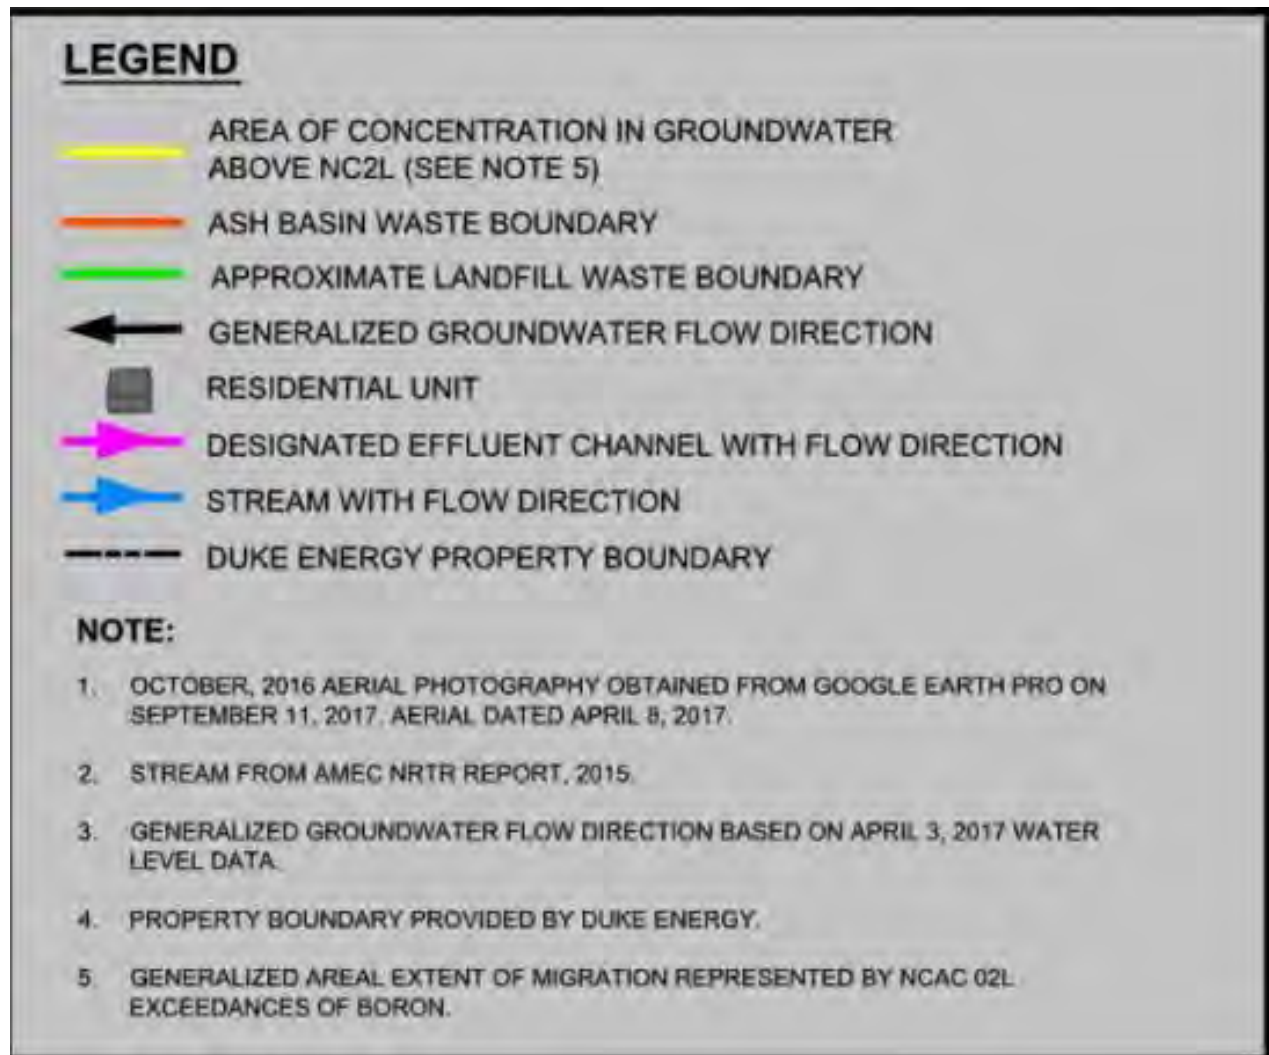 LEGEND
AREA OF CONCENTRATION IN GROUNDWATER
ABOVE NC2L (SEE NOTE 5)
ASH BASIN WASTE BOUNDARY
APPROXIMATE LANDFILL WASTE BOUNDARY
GENERALIZED GROUNDWATER FLOW DIRECTION
RESIDENTIAL UNIT
DESIGNATED EFFLUENT CHANNEL WITH FLOW DIRECTION
STREAM WITH FLOW DIRECTION
DUKE ENERGY PROPERTY BOUNDARY
NOTE:
1. OCTOBER, 2016 AERIAL PHOTOGRAPHY OBTAINED FROM GOOGLE EARTH PRO ON
SEPTEMBER 11, 2017. AERIAL DATED APRIL 8, 2017.
2. STREAM FROM AMEC NRTR REPORT, 2015.
3. GENERALIZED GROUNDWATER FLOW DIRECTION BASED ON APRIL 3, 2017 WATER
LEVEL DATA.
4. PROPERTY BOUNDARY PROVIDED BY DUKE ENERGY.
5. GENERALIZED AREAL EXTENT OF MIGRATION REPRESENTED BY NCAC 02L
EXCEEDANCES OF BORON.